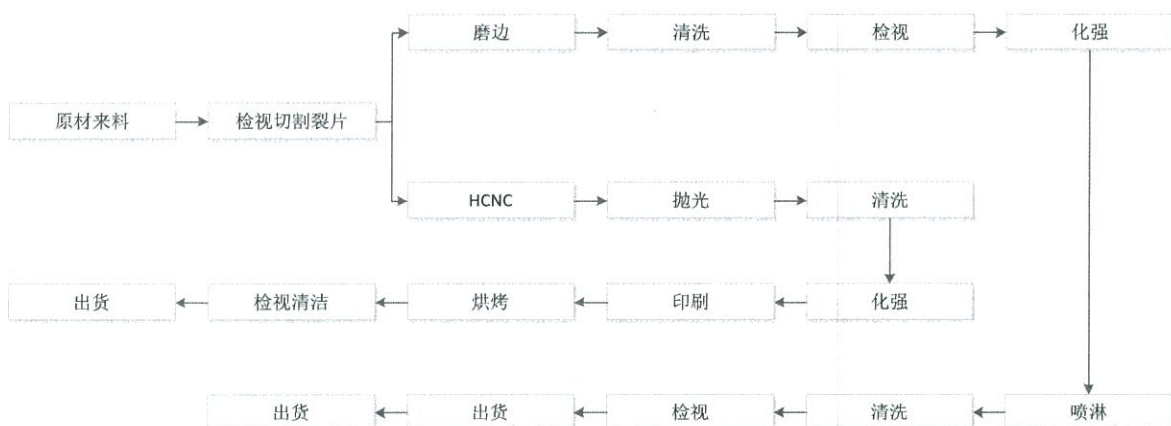 磨边
清洗
检视
化强
原材来料
检视切割裂片
HCNC
抛光
清洗
出货
检视清洁
烘烤
印刷
化强
出货
出货
检视
清洗
喷淋